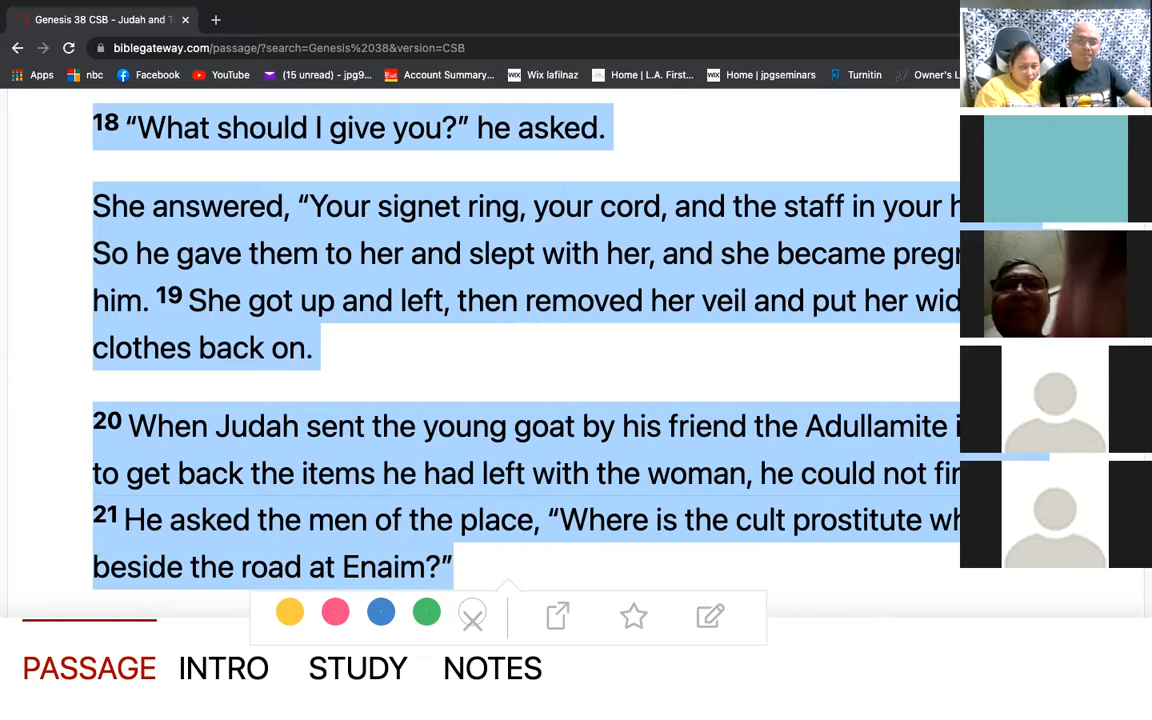 Genesis 38 CSB - Judah and T
biblegateway.com/passage/?search=Genesis%2038&version=CSB
Apps nbc Facebook YouTube (15 unread) - jpg9... Account Summary... Wix lafilnaz Home | L.A. First... Home | jpgseminars Turnitin Owner's L
18 “What should I give you?” he asked.
She answered, “Your signet ring, your cord, and the staff in your
So he gave them to her and slept with her, and she became pregn
him. 19 She got up and left, then removed her veil and put her wid
clothes back on.
20 When Judah sent the young goat by his friend the Adullamite
to get back the items he had left with the woman, he could not fin
21 He asked the men of the place, “Where is the cult prostitute wh
beside the road at Enaim?”
PASSAGE INTRO STUDY NOTES